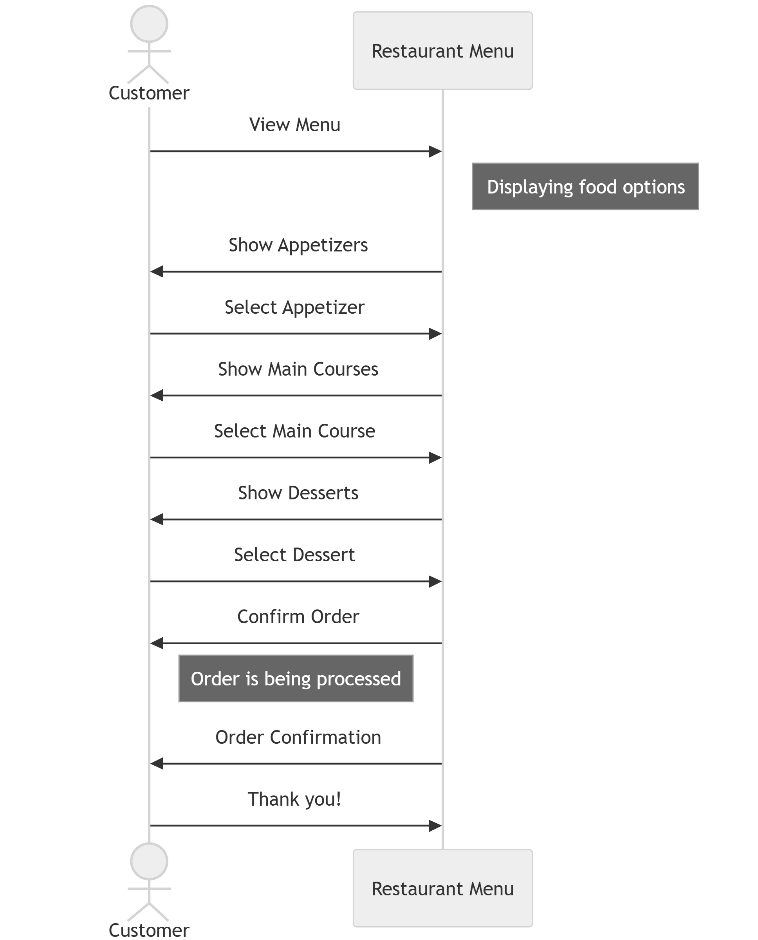 Restaurant Menu
Customer
View Menu
Displaying food options
Show Appetizers
Select Appetizer
Show Main Courses
Select Main Course
Show Desserts
Select Dessert
Confirm Order
Order is being processed
Order Confirmation
Thank you!
Restaurant Menu
Customer